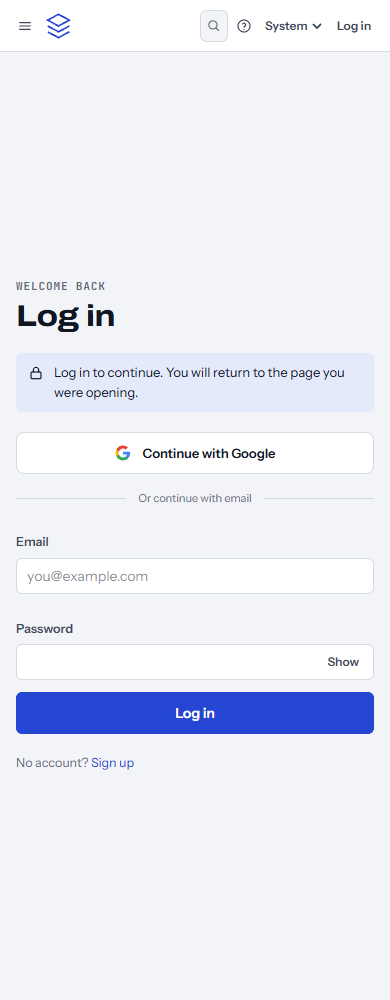 System
Log in
WELCOME BACK
Log in
Log in to continue. You will return to the page you
were opening.
Continue with Google
Or continue with email
Email
you@example.com
Password
Show
Log in
No account? Sign up